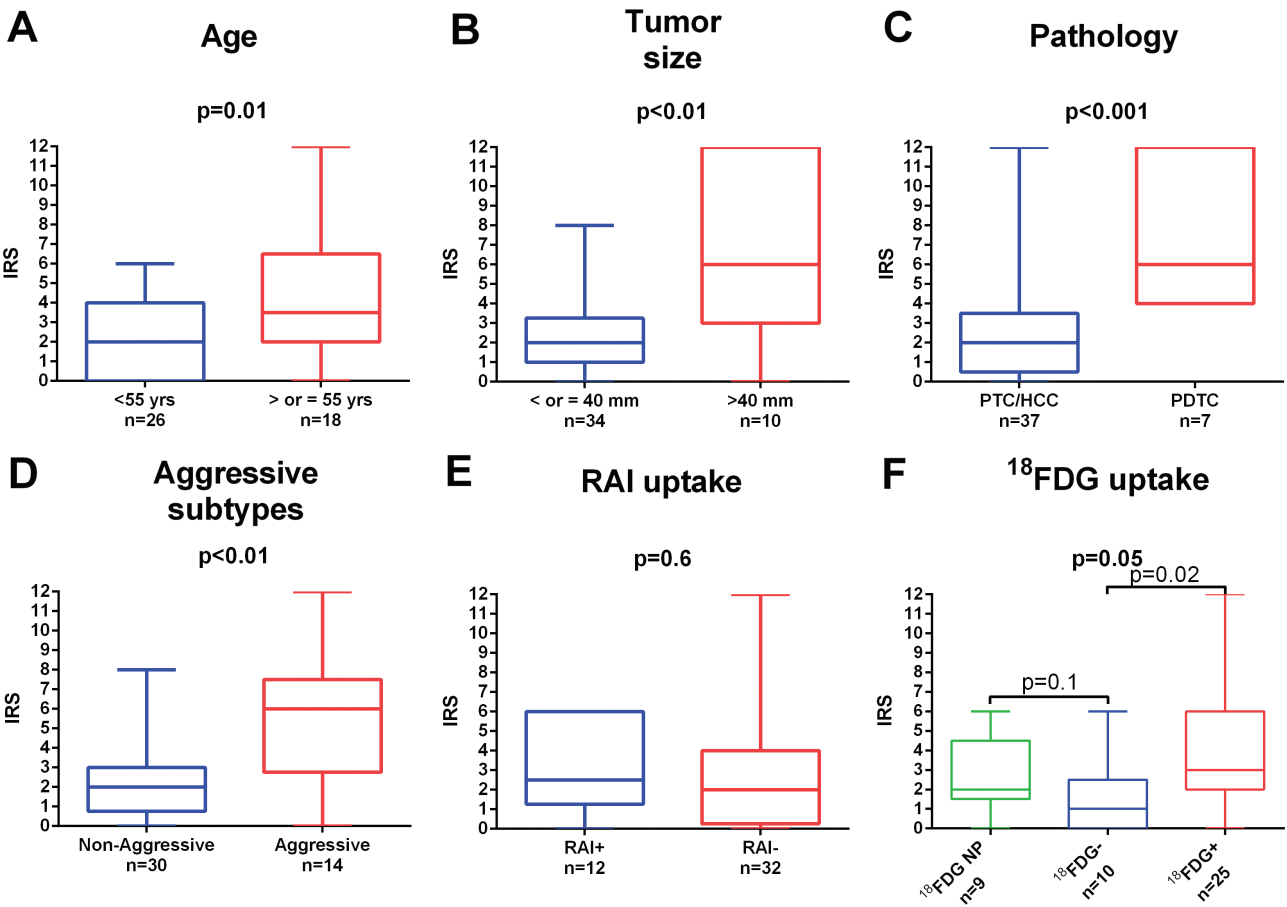 A
Age
p=0.01
IRS
12
11
10
9
8
7
6
5
4
3
2
1
0
<55 yrs
n=26
> or = 55 yrs
n=18
B
Tumor
size
p<0.01
IRS
12
11
10
9
8
7
6
5
4
3
2
1
0
< or = 40 mm
n=34
>40 mm
n=10
C
Pathology
p<0.001
IRS
12
11
10
9
8
7
6
5
4
3
2
1
0
PTC/HCC
n=37
PDTC
n=7
D
Aggressive
subtypes
p<0.01
IRS
12
11
10
9
8
7
6
5
4
3
2
1
0
Non-Aggressive
n=30
Aggressive
n=14
E
RAI uptake
p=0.6
IRS
12
11
10
9
8
7
6
5
4
3
2
1
0
RAI+
n=12
RAI-
n=32
F
¹⁸FDG uptake
p=0.05
p=0.02
p=0.1
IRS
12
11
10
9
8
7
6
5
4
3
2
1
0
¹⁸FDG NP
n=9
¹⁸FDG-
n=10
¹⁸FDG+
n=25